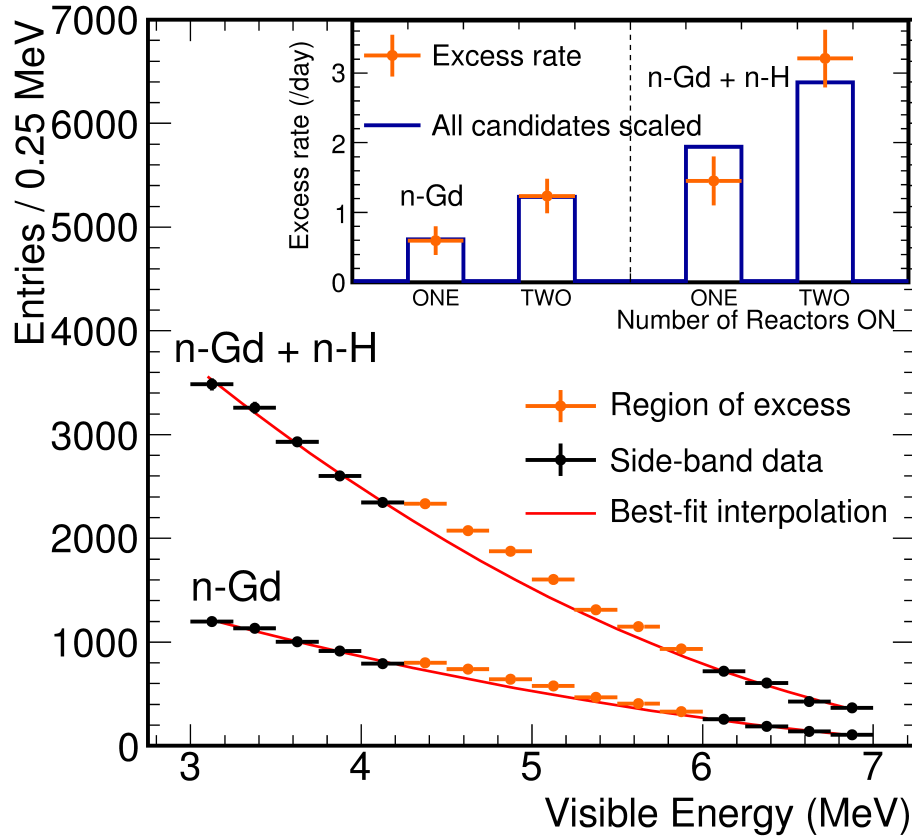 Entries / 0.25 MeV
7000
6000
5000
4000
3000
2000
1000
0
Excess rate (/day)
3
2
1
0
Excess rate
All candidates scaled
n-Gd
n-Gd + n-H
ONE
TWO
ONE
TWO
Number of Reactors ON
n-Gd + n-H
n-Gd
Region of excess
Side-band data
Best-fit interpolation
3
4
5
6
7
Visible Energy (MeV)